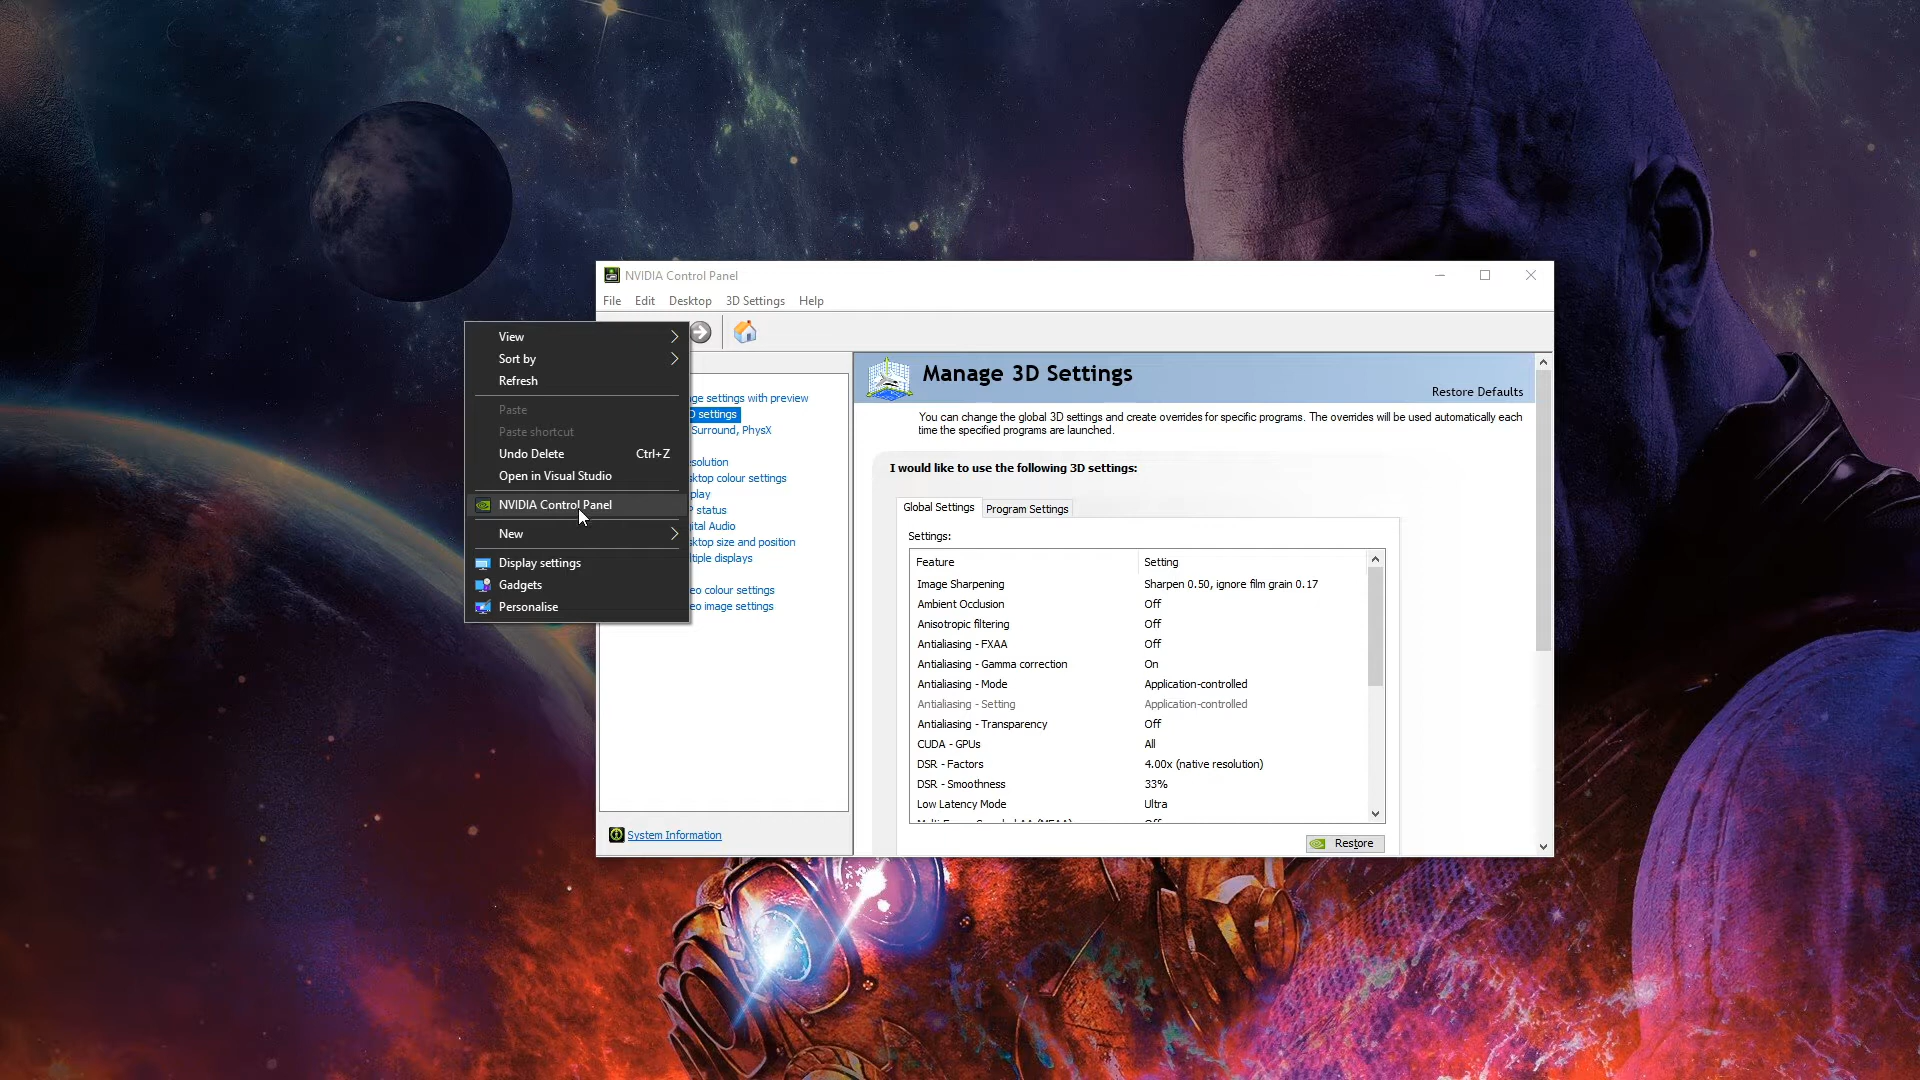 NVIDIA Control Panel
File Edit Desktop 3D Settings Help
View
Sort by
Refresh
Paste
Paste shortcut
Undo Delete Ctrl+Z
Open in Visual Studio
NVIDIA Control Panel
New
Display settings
Gadgets
Personalise
ge settings with preview
D settings
Surround, PhysX
solution
ktop colour settings
play
status
ital Audio
ktop size and position
tiple displays
eo colour settings
eo image settings
System Information
Manage 3D Settings
Restore Defaults
You can change the global 3D settings and create overrides for specific programs. The overrides will be used automatically each
time the specified programs are launched.
I would like to use the following 3D settings:
Global Settings Program Settings
Settings:
Feature Setting
Image Sharpening Sharpen 0.50, ignore film grain 0.17
Ambient Occlusion Off
Anisotropic filtering Off
Antialiasing - FXAA Off
Antialiasing - Gamma correction On
Antialiasing - Mode Application-controlled
Antialiasing - Setting Application-controlled
Antialiasing - Transparency Off
CUDA - GPUs All
DSR - Factors 4.00x (native resolution)
DSR - Smoothness 33%
Low Latency Mode Ultra
Restore